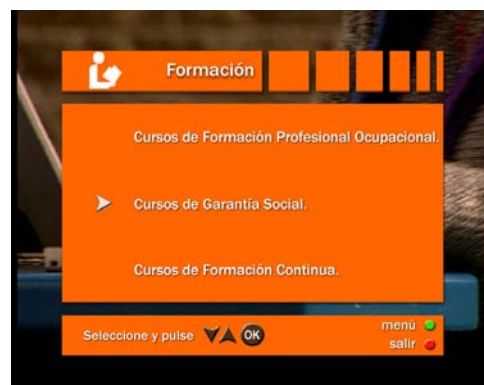 Formación
Cursos de Formación Profesional Ocupacional.
Cursos de Garantía Social.
Cursos de Formación Continua.
Seleccione y pulse OK
menú
salir